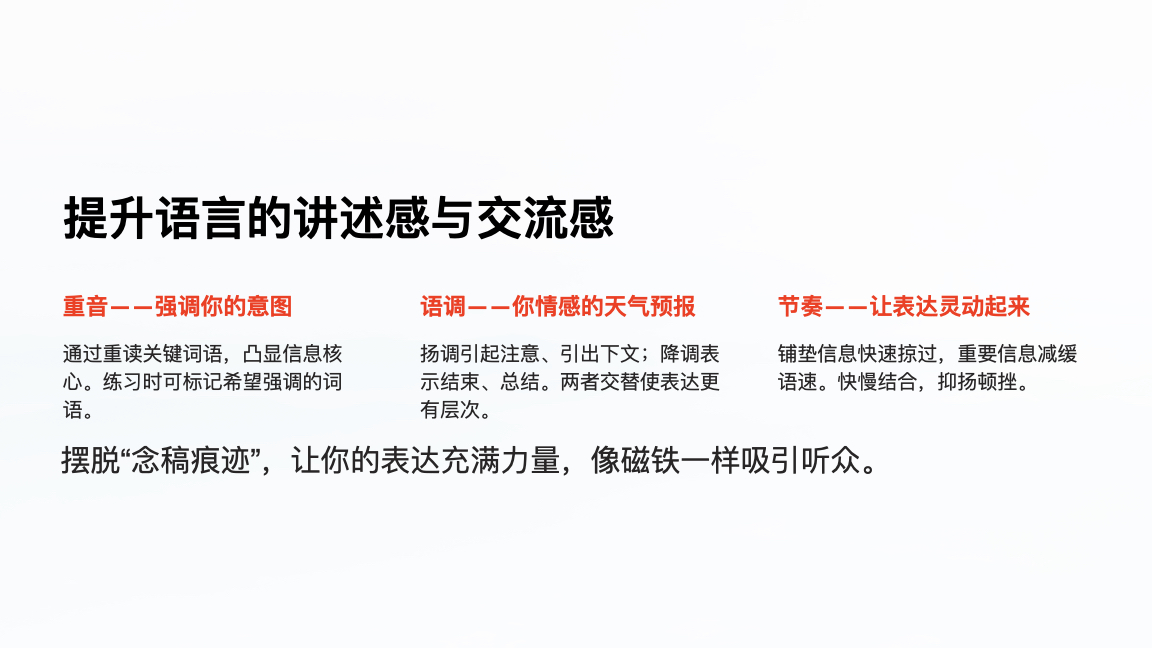 提升语言的讲述感与交流感
重音——强调你的意图
通过重读关键词语，凸显信息核
心。练习时可标记希望强调的词
语。
语调——你情感的天气预报
扬调引起注意、引出下文；降调表
示结束、总结。两者交替使表达更
有层次。
节奏——让表达灵动起来
铺垫信息快速掠过，重要信息减缓
语速。快慢结合，抑扬顿挫。
摆脱“念稿痕迹”，让你的表达充满力量，像磁铁一样吸引听众。